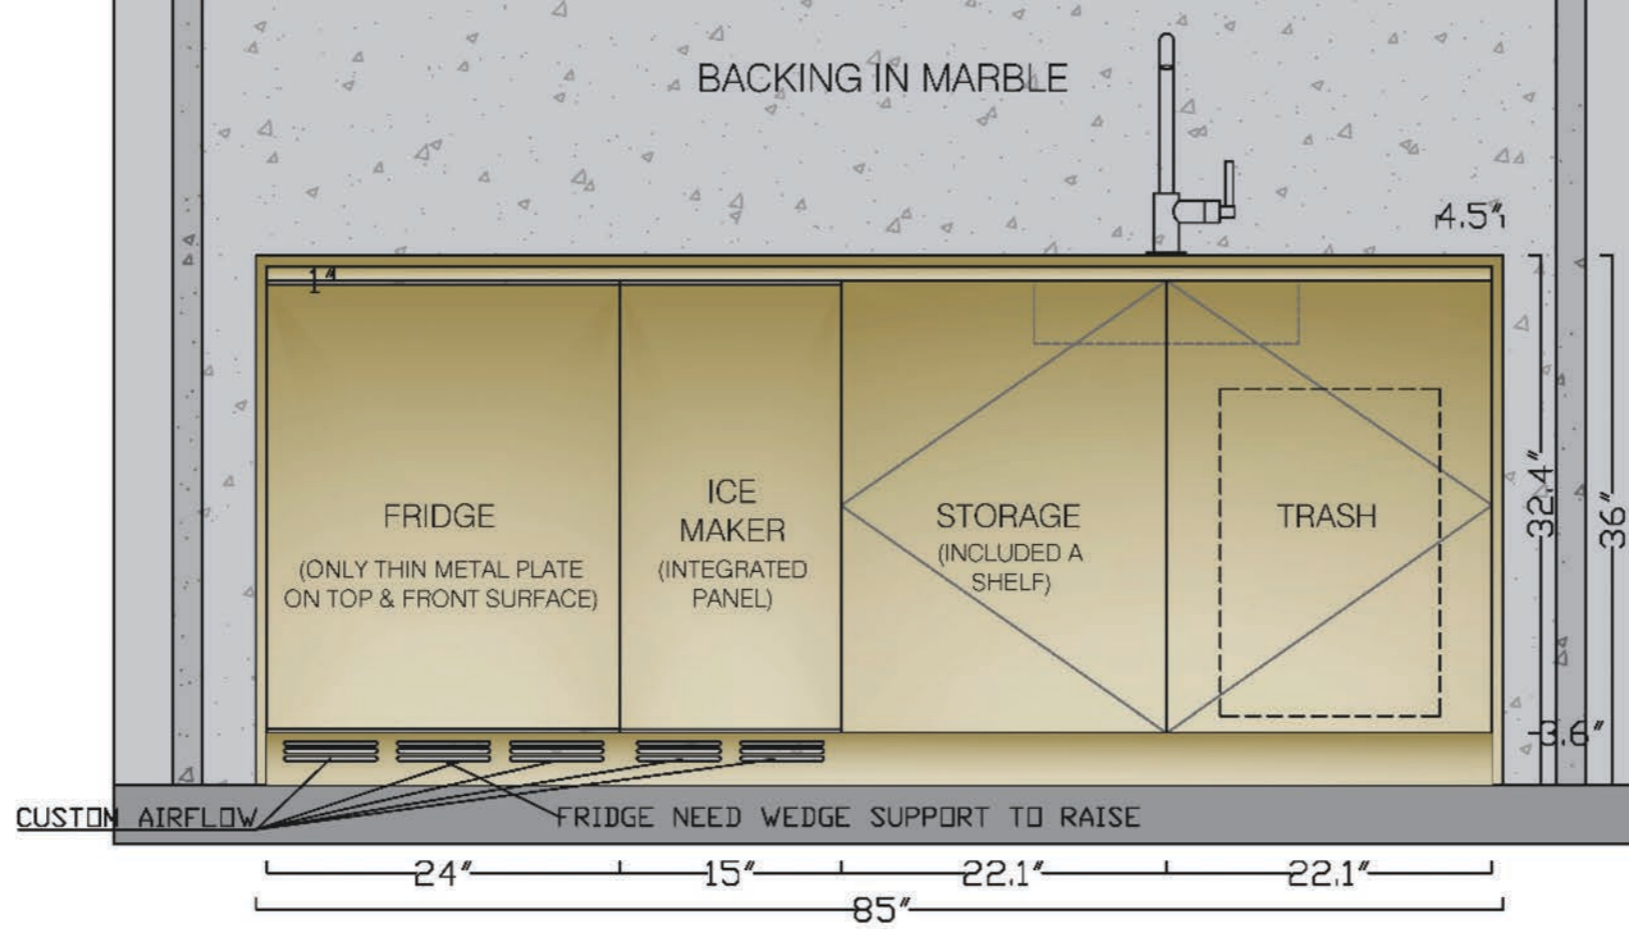 BACKING IN MARBLE
4.5"
1"
FRIDGE
(ONLY THIN METAL PLATE
ON TOP & FRONT SURFACE)
ICE
MAKER
(INTEGRATED
PANEL)
STORAGE
(INCLUDED A
SHELF)
TRASH
32.4"
36"
3.6"
CUSTOM AIRFLOW
FRIDGE NEED WEDGE SUPPORT TO RAISE
24"
15"
22.1"
22.1"
85"